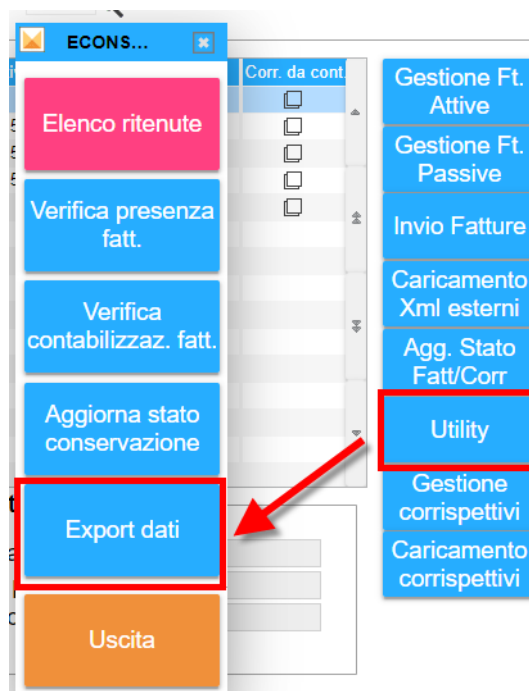 ECONS...
Corr. da cont.
Elenco ritenute
Verifica presenza
fatt.
Verifica
contabilizzaz. fatt.
Aggiorna stato
conservazione
Export dati
Uscita
Gestione Ft.
Attive
Gestione Ft.
Passive
Invio Fatture
Caricamento
Xml esterni
Agg. Stato
Fatt/Corr
Utility
Gestione
corrispettivi
Caricamento
corrispettivi